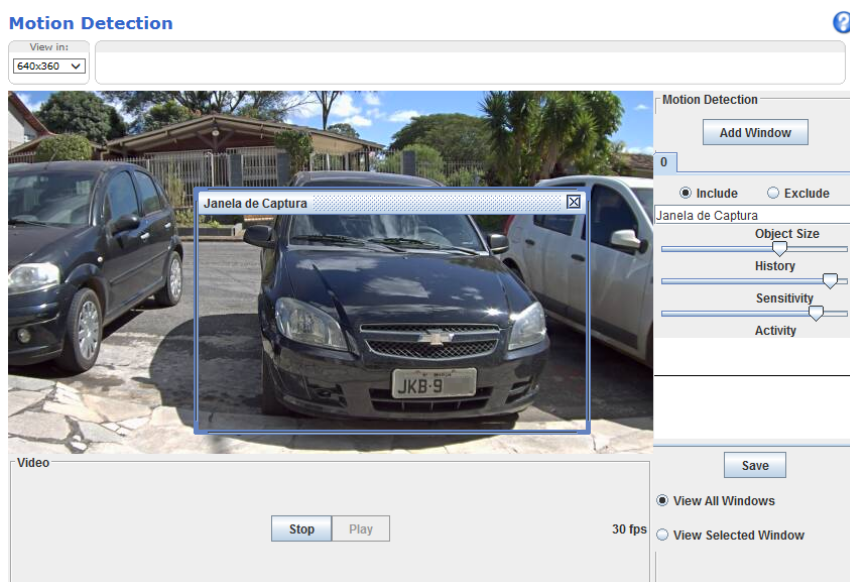 Motion Detection
View in:
640x360
Motion Detection
Add Window
0
Include Exclude
Janela de Captura
Janela de Captura
Object Size
History
Sensitivity
Activity
JKB-9
Save
Video
View All Windows
Stop Play
30 fps
View Selected Window